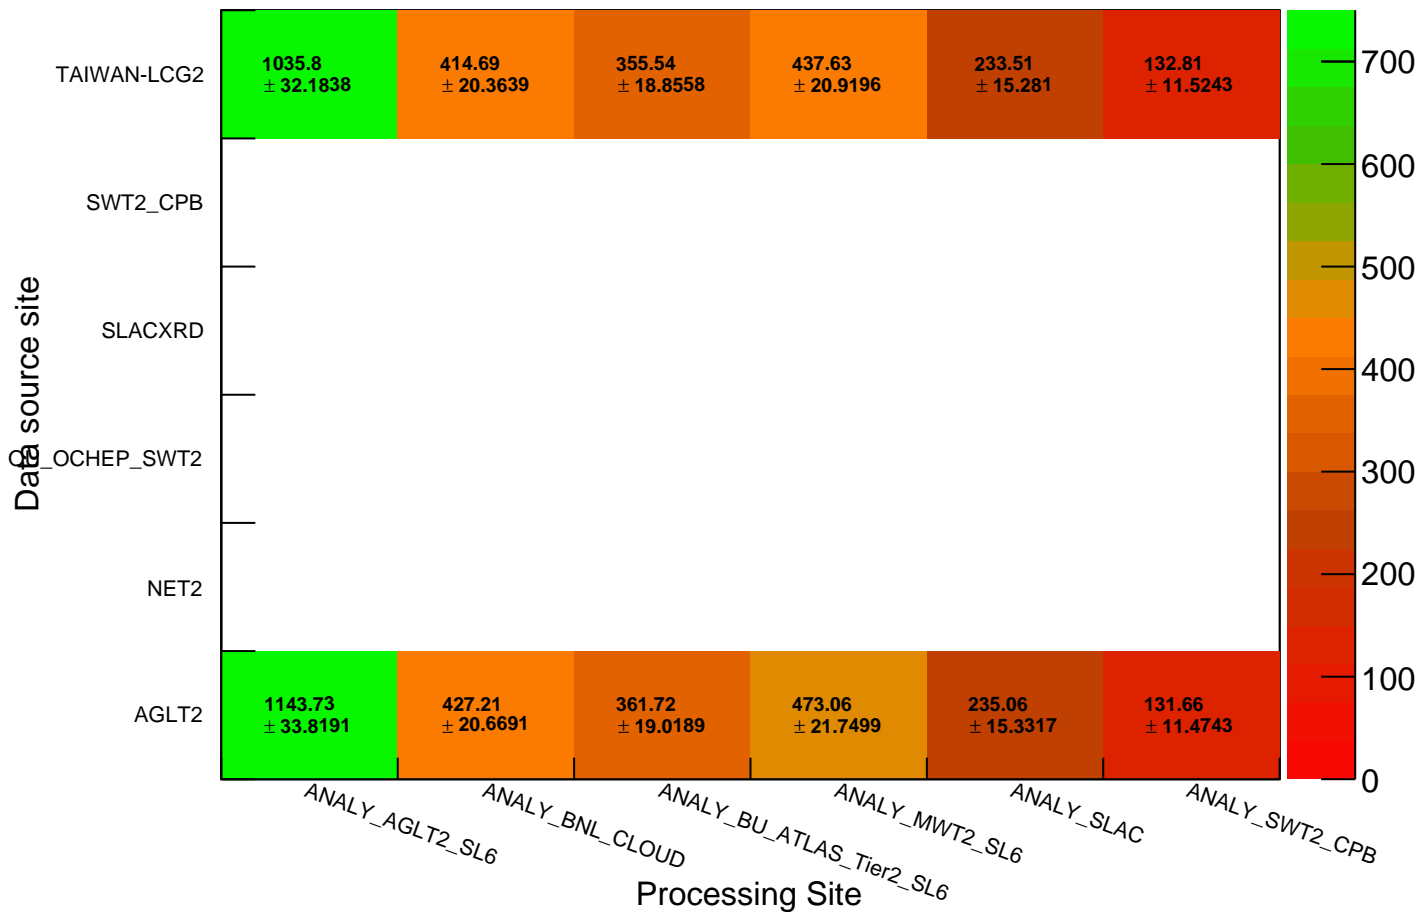 TAIWAN-LCG2
1035.8 414.69 355.54 437.63 233.51 132.81
± 32.1838 ± 20.3639 ± 18.8558 ± 20.9196 ± 15.281 ± 11.5243
SWT2_CPB
SLACXRD
OU_OCHEP_SWT2
NET2
AGLT2
1143.73 427.21 361.72 473.06 235.06 131.66
± 33.8191 ± 20.6691 ± 19.0189 ± 21.7499 ± 15.3317 ± 11.4743
Data source site
ANALY_AGLT2_SL6
ANALY_BNL_CLOUD
ANALY_BU_ATLAS_Tier2_SL6
ANALY_MWT2_SL6
ANALY_SLAC
ANALY_SWT2_CPB
Processing Site
700
600
500
400
300
200
100
0